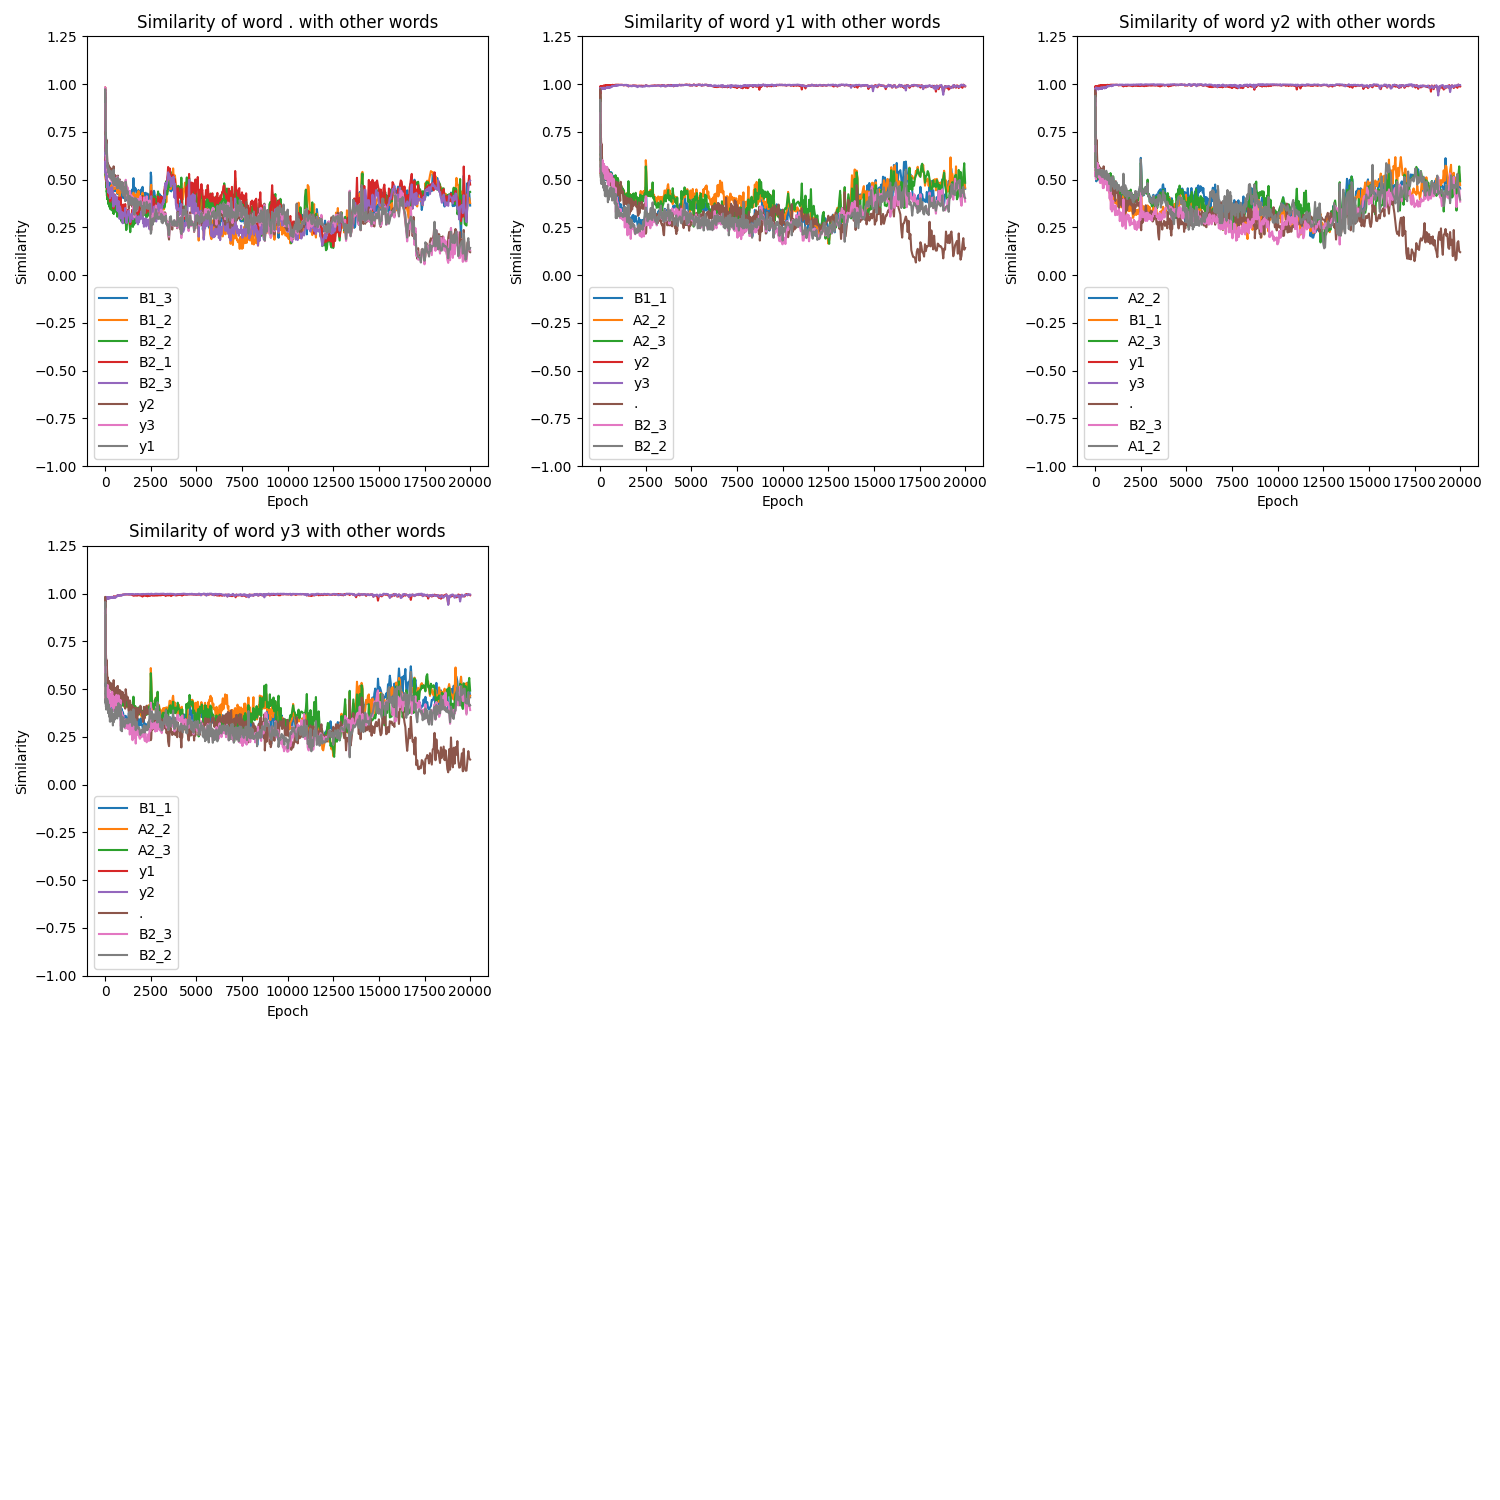 Similarity of word . with other words
1.25
1.00
0.75
0.50
0.25
0.00
−0.25
−0.50
−0.75
−1.00
Similarity
B1_3
B1_2
B2_2
B2_1
B2_3
y2
y3
y1
0 2500 5000 7500 10000 12500 15000 17500 20000
Epoch
Similarity of word y1 with other words
1.25
1.00
0.75
0.50
0.25
0.00
−0.25
−0.50
−0.75
−1.00
Similarity
B1_1
A2_2
A2_3
y2
y3
.
B2_3
B2_2
0 2500 5000 7500 10000 12500 15000 17500 20000
Epoch
Similarity of word y2 with other words
1.25
1.00
0.75
0.50
0.25
0.00
−0.25
−0.50
−0.75
−1.00
Similarity
A2_2
B1_1
A2_3
y1
y3
.
B2_3
A1_2
0 2500 5000 7500 10000 12500 15000 17500 20000
Epoch
Similarity of word y3 with other words
1.25
1.00
0.75
0.50
0.25
0.00
−0.25
−0.50
−0.75
−1.00
Similarity
B1_1
A2_2
A2_3
y1
y2
.
B2_3
B2_2
0 2500 5000 7500 10000 12500 15000 17500 20000
Epoch